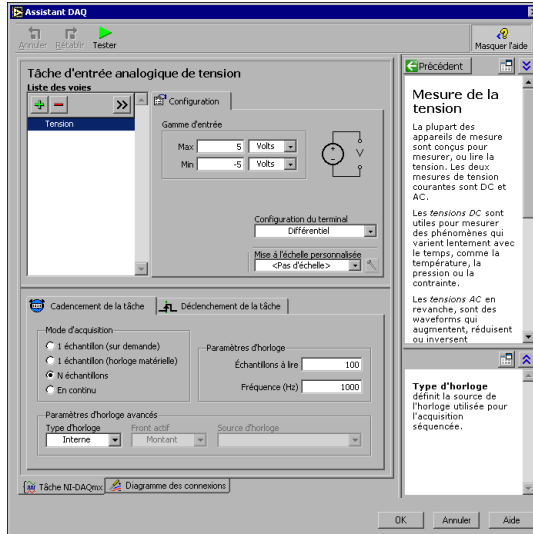 Assistant DAQ
Annuler Rétablir Tester
Masquer l'aide
Tâche d'entrée analogique de tension
Liste des voies
Tension
Configuration
Gamme d'entrée
Max 5 Volts
Min -5 Volts
V
Configuration du terminal
Différentiel
Mise à l'échelle personnalisée
<Pas d'échelle>
Cadencement de la tâche
Déclenchement de la tâche
Mode d'acquisition
1 échantillon (sur demande)
1 échantillon (horloge matérielle)
N échantillons
En continu
Paramètres d'horloge
Échantillons à lire 100
Fréquence (Hz) 1000
Paramètres d'horloge avancés
Type d'horloge Front actif Source d'horloge
Interne Montant
Tâche NI-DAQmx
Diagramme des connexions
Précédent
Mesure de la
tension
La plupart des
appareils de mesure
sont conçus pour
mesurer, ou lire la
tension. Les deux
mesures de tension
courantes sont DC et
AC.
Les tensions DC sont
utiles pour mesurer
des phénomènes qui
varient lentement avec
le temps, comme la
température, la
pression ou la
contrainte.
Les tensions AC en
revanche, sont des
waveforms qui
augmentent, réduisent
ou inversent
Type d'horloge
définit la source de
l'horloge utilisée pour
l'acquisition
séquencée.
OK Annuler Aide